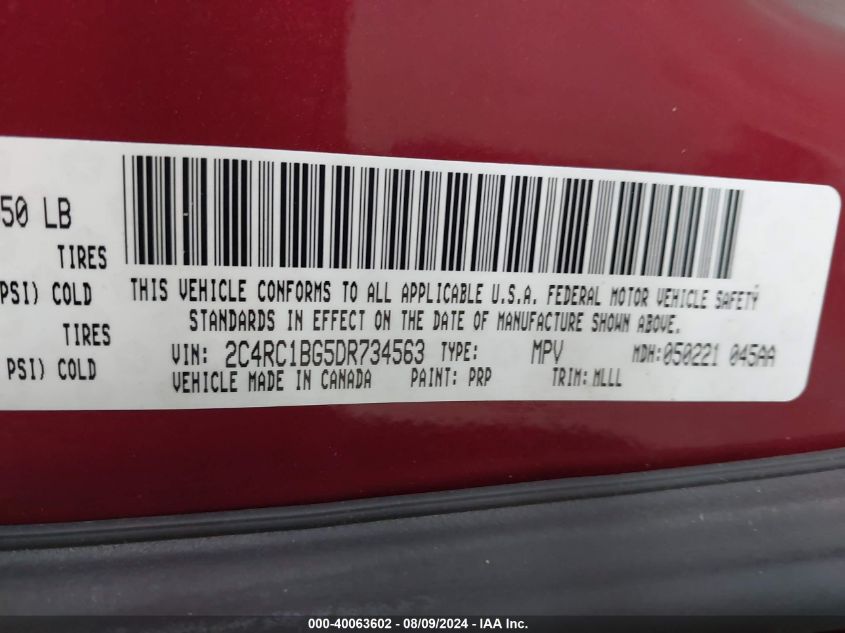 50 LB
TIRES
PSI) COLD
THIS VEHICLE CONFORMS TO ALL APPLICABLE U.S.A. FEDERAL MOTOR VEHICLE SAFETY
STANDARDS IN EFFECT ON THE DATE OF MANUFACTURE SHOWN ABOVE.
TIRES
PSI) COLD
VIN: 2C4RC1BG5DR734563 TYPE: MPV MDH:050221 045AA
VEHICLE MADE IN CANADA PAINT: PRP TRIM:MLLL
000-40063602 - 08/09/2024 - IAA Inc.